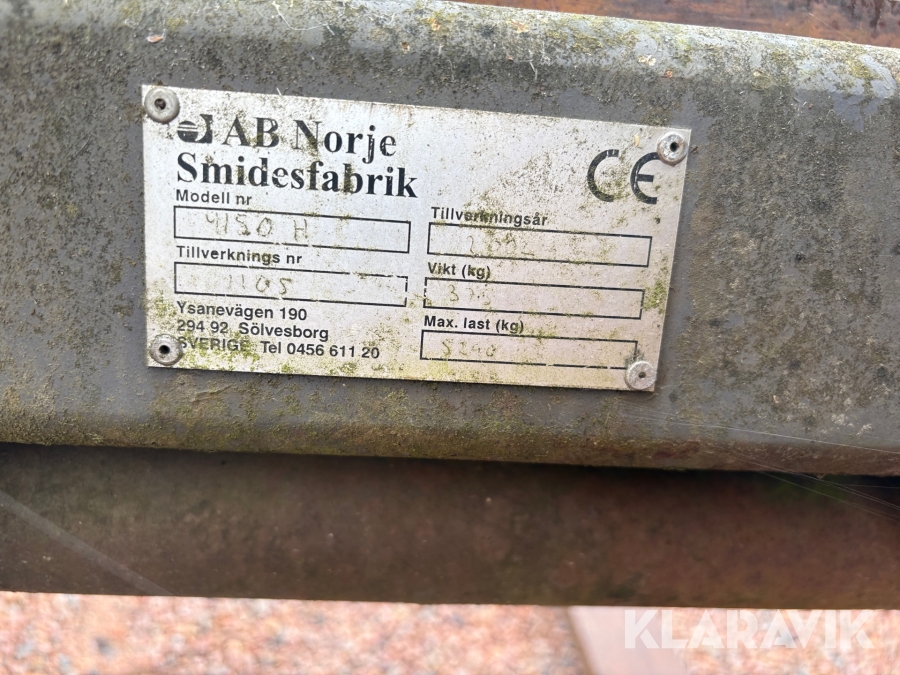 AB Norje
Smidesfabrik
CE
Modell nr
4150 H
Tillverknings nr
1105
Ysanevägen 190
294 92 Sölvesborg
SVERIGE Tel 0456 611 20
Tillverkningsår
Vikt (kg)
Max. last (kg)
KLARAVIK